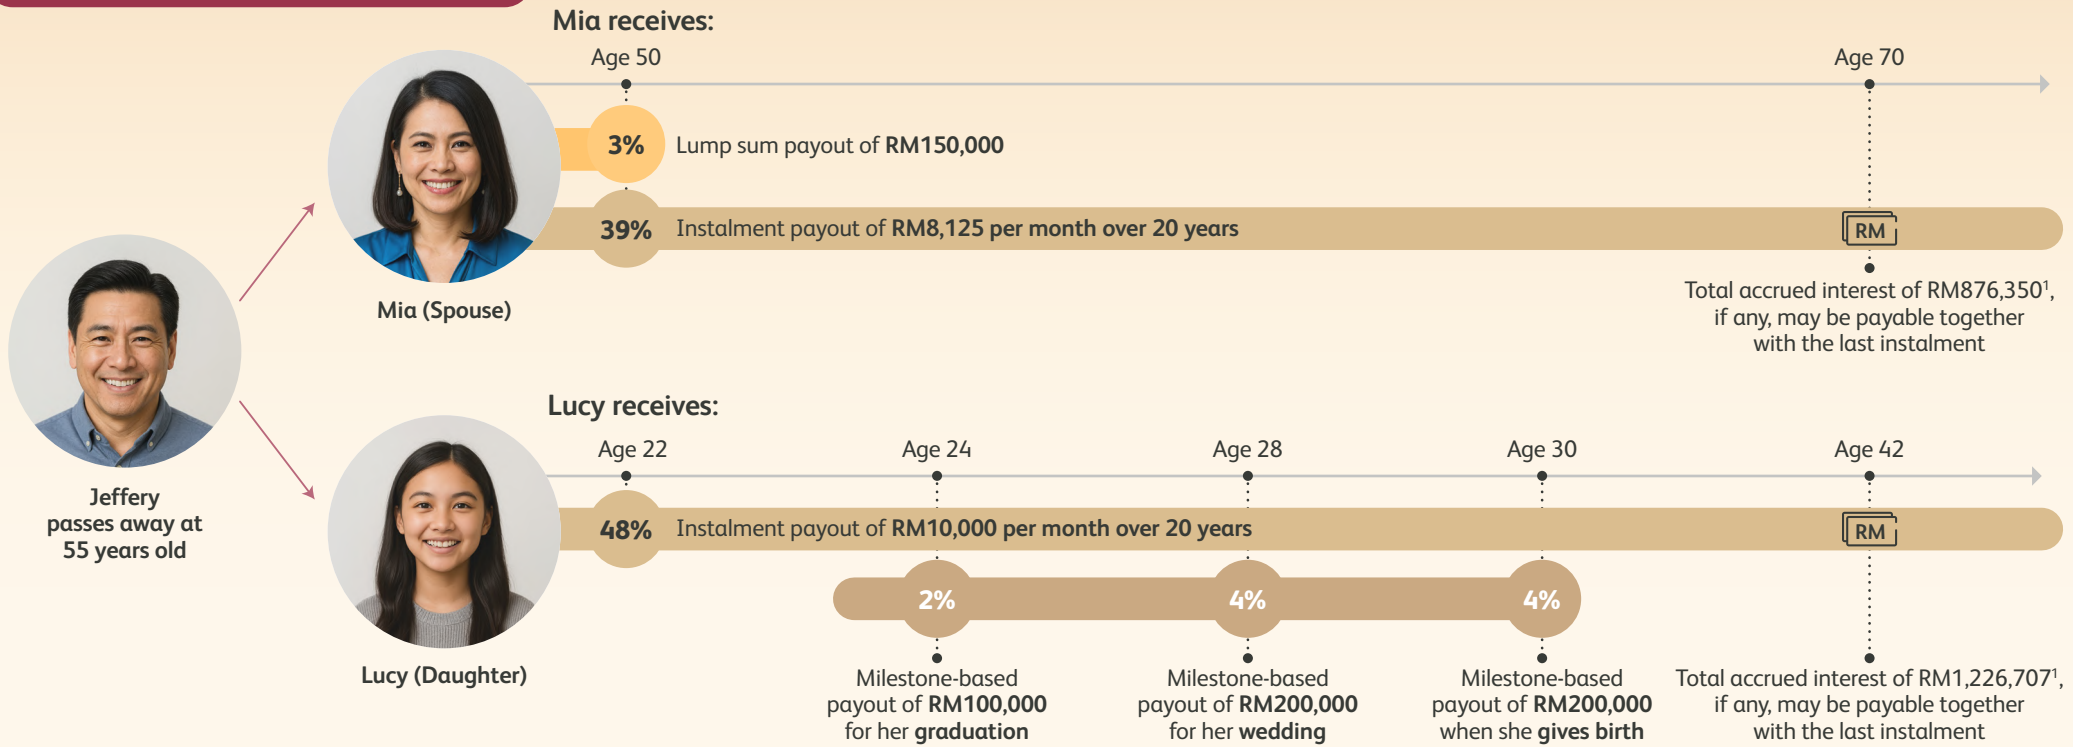 Mia receives:
Age 50
Age 70
3%
Lump sum payout of RM150,000
39%
Instalment payout of RM8,125 per month over 20 years
RM
Total accrued interest of RM876,350¹,
if any, may be payable together
with the last instalment
Mia (Spouse)
Jeffery
passes away at
55 years old
Lucy receives:
Age 22
Age 24
Age 28
Age 30
Age 42
48%
Instalment payout of RM10,000 per month over 20 years
RM
2%
4%
4%
Lucy (Daughter)
Milestone-based
payout of RM100,000
for her graduation
Milestone-based
payout of RM200,000
for her wedding
Milestone-based
payout of RM200,000
when she gives birth
Total accrued interest of RM1,226,707¹,
if any, may be payable together
with the last instalment